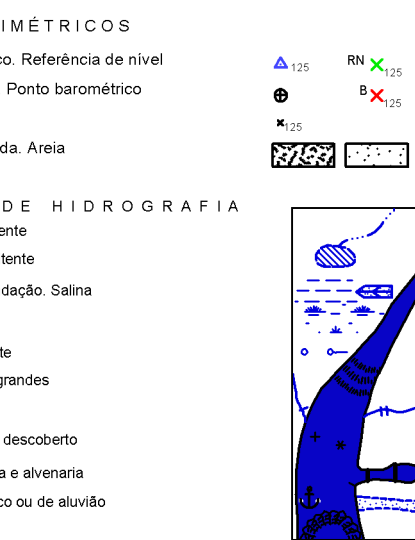 IMÉTRICOS
co. Referência de nível
125
RN
125
Ponto barométrico
B
125
125
da. Areia
DE HIDROGRAFIA
ente
tente
dação. Salina
te
grandes
descoberto
a e alvenaria
co ou de aluvião